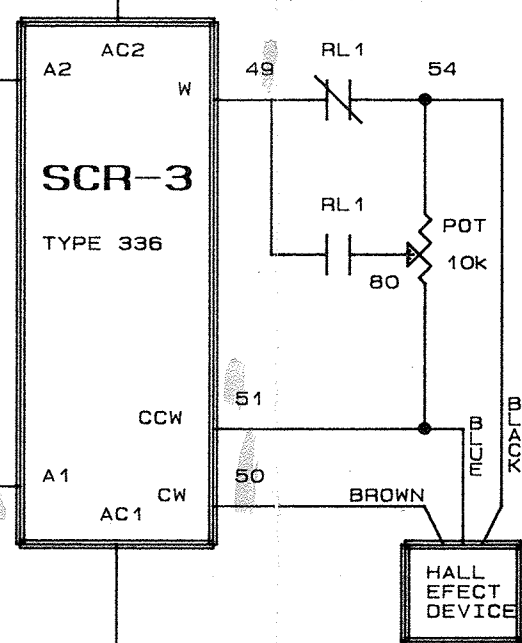 AC2
A2
W
49
RL1
54
SCR-3
TYPE 336
RL1
POT
10K
80
CCW
51
BLUE
BLACK
A1
CW
50
BROWN
AC1
HALL
EFECT
DEVICE